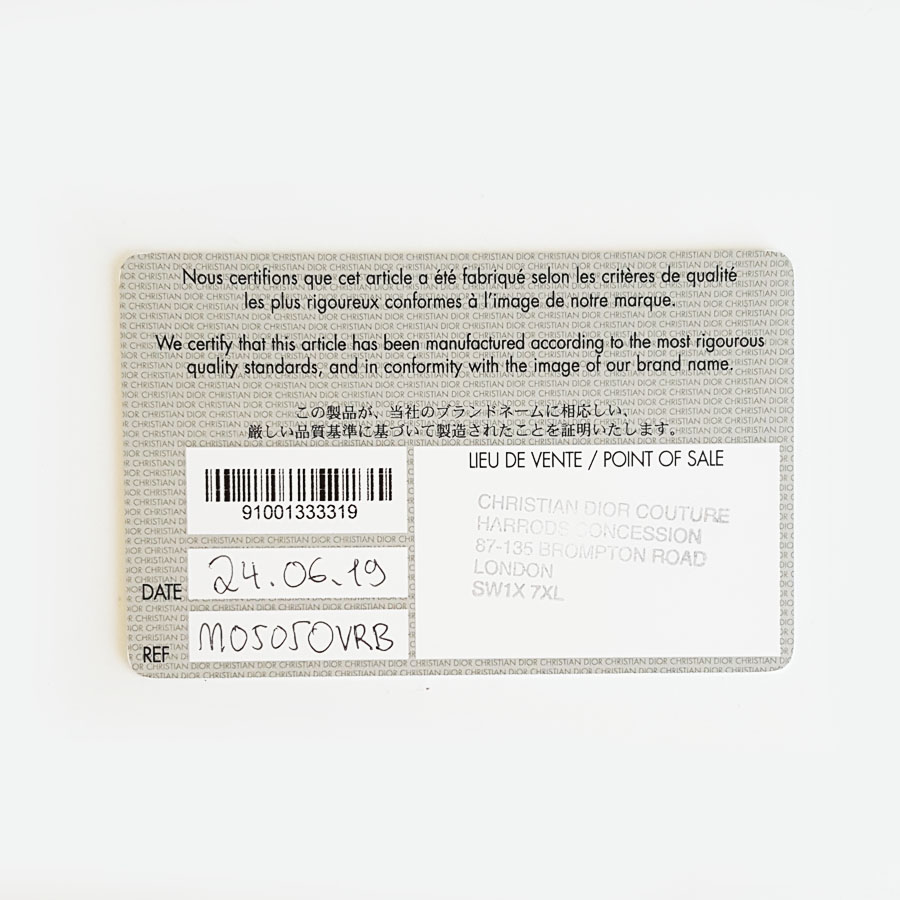 Nous certifions que cet article a été fabriqué selon les critères de qualité
les plus rigoureux conformes à l'image de notre marque.
We certify that this article has been manufactured according to the most rigourous
quality standards, and in conformity with the image of our brand name.
この製品が、当社のブランドネームに相応しい、
厳しい品質基準に基づいて製造されたことを証明いたします。
91001333319
DATE 24.06.19
REF M0505OVRB
LIEU DE VENTE / POINT OF SALE
CHRISTIAN DIOR COUTURE
HARRODS CONCESSION
87-135 BROMPTON ROAD
LONDON
SW1X 7XL